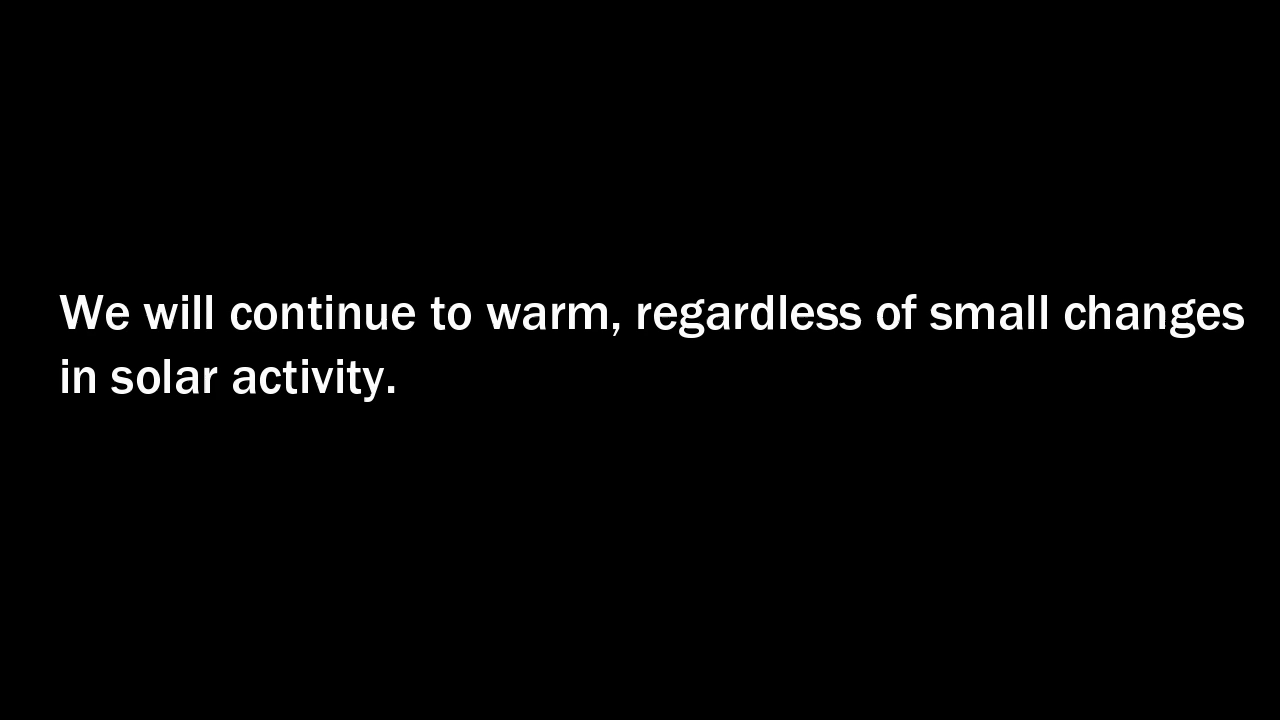 We will continue to warm, regardless of small changes
in solar activity.